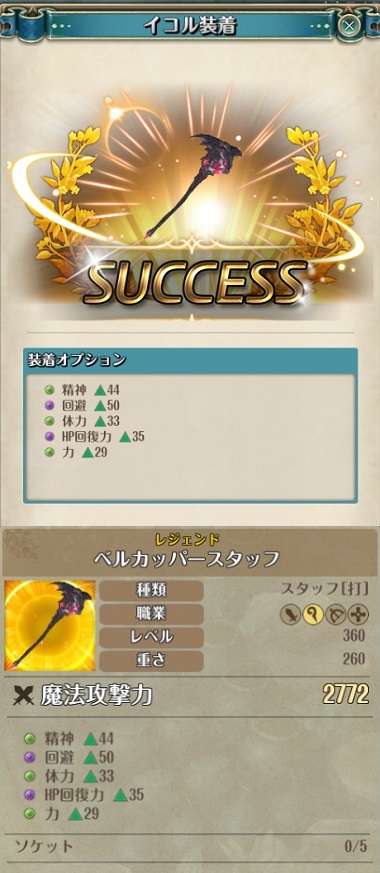 イコル装着
SUCCESS
装着オプション
精神 ▲44
回避 ▲50
体力 ▲33
HP回復力 ▲35
力 ▲29
レジェンド
ベルカッパースタッフ
種類 スタッフ[打]
職業
レベル 360
重さ 260
魔法攻撃力 2772
精神 ▲44
回避 ▲50
体力 ▲33
HP回復力 ▲35
力 ▲29
ソケット 0/5